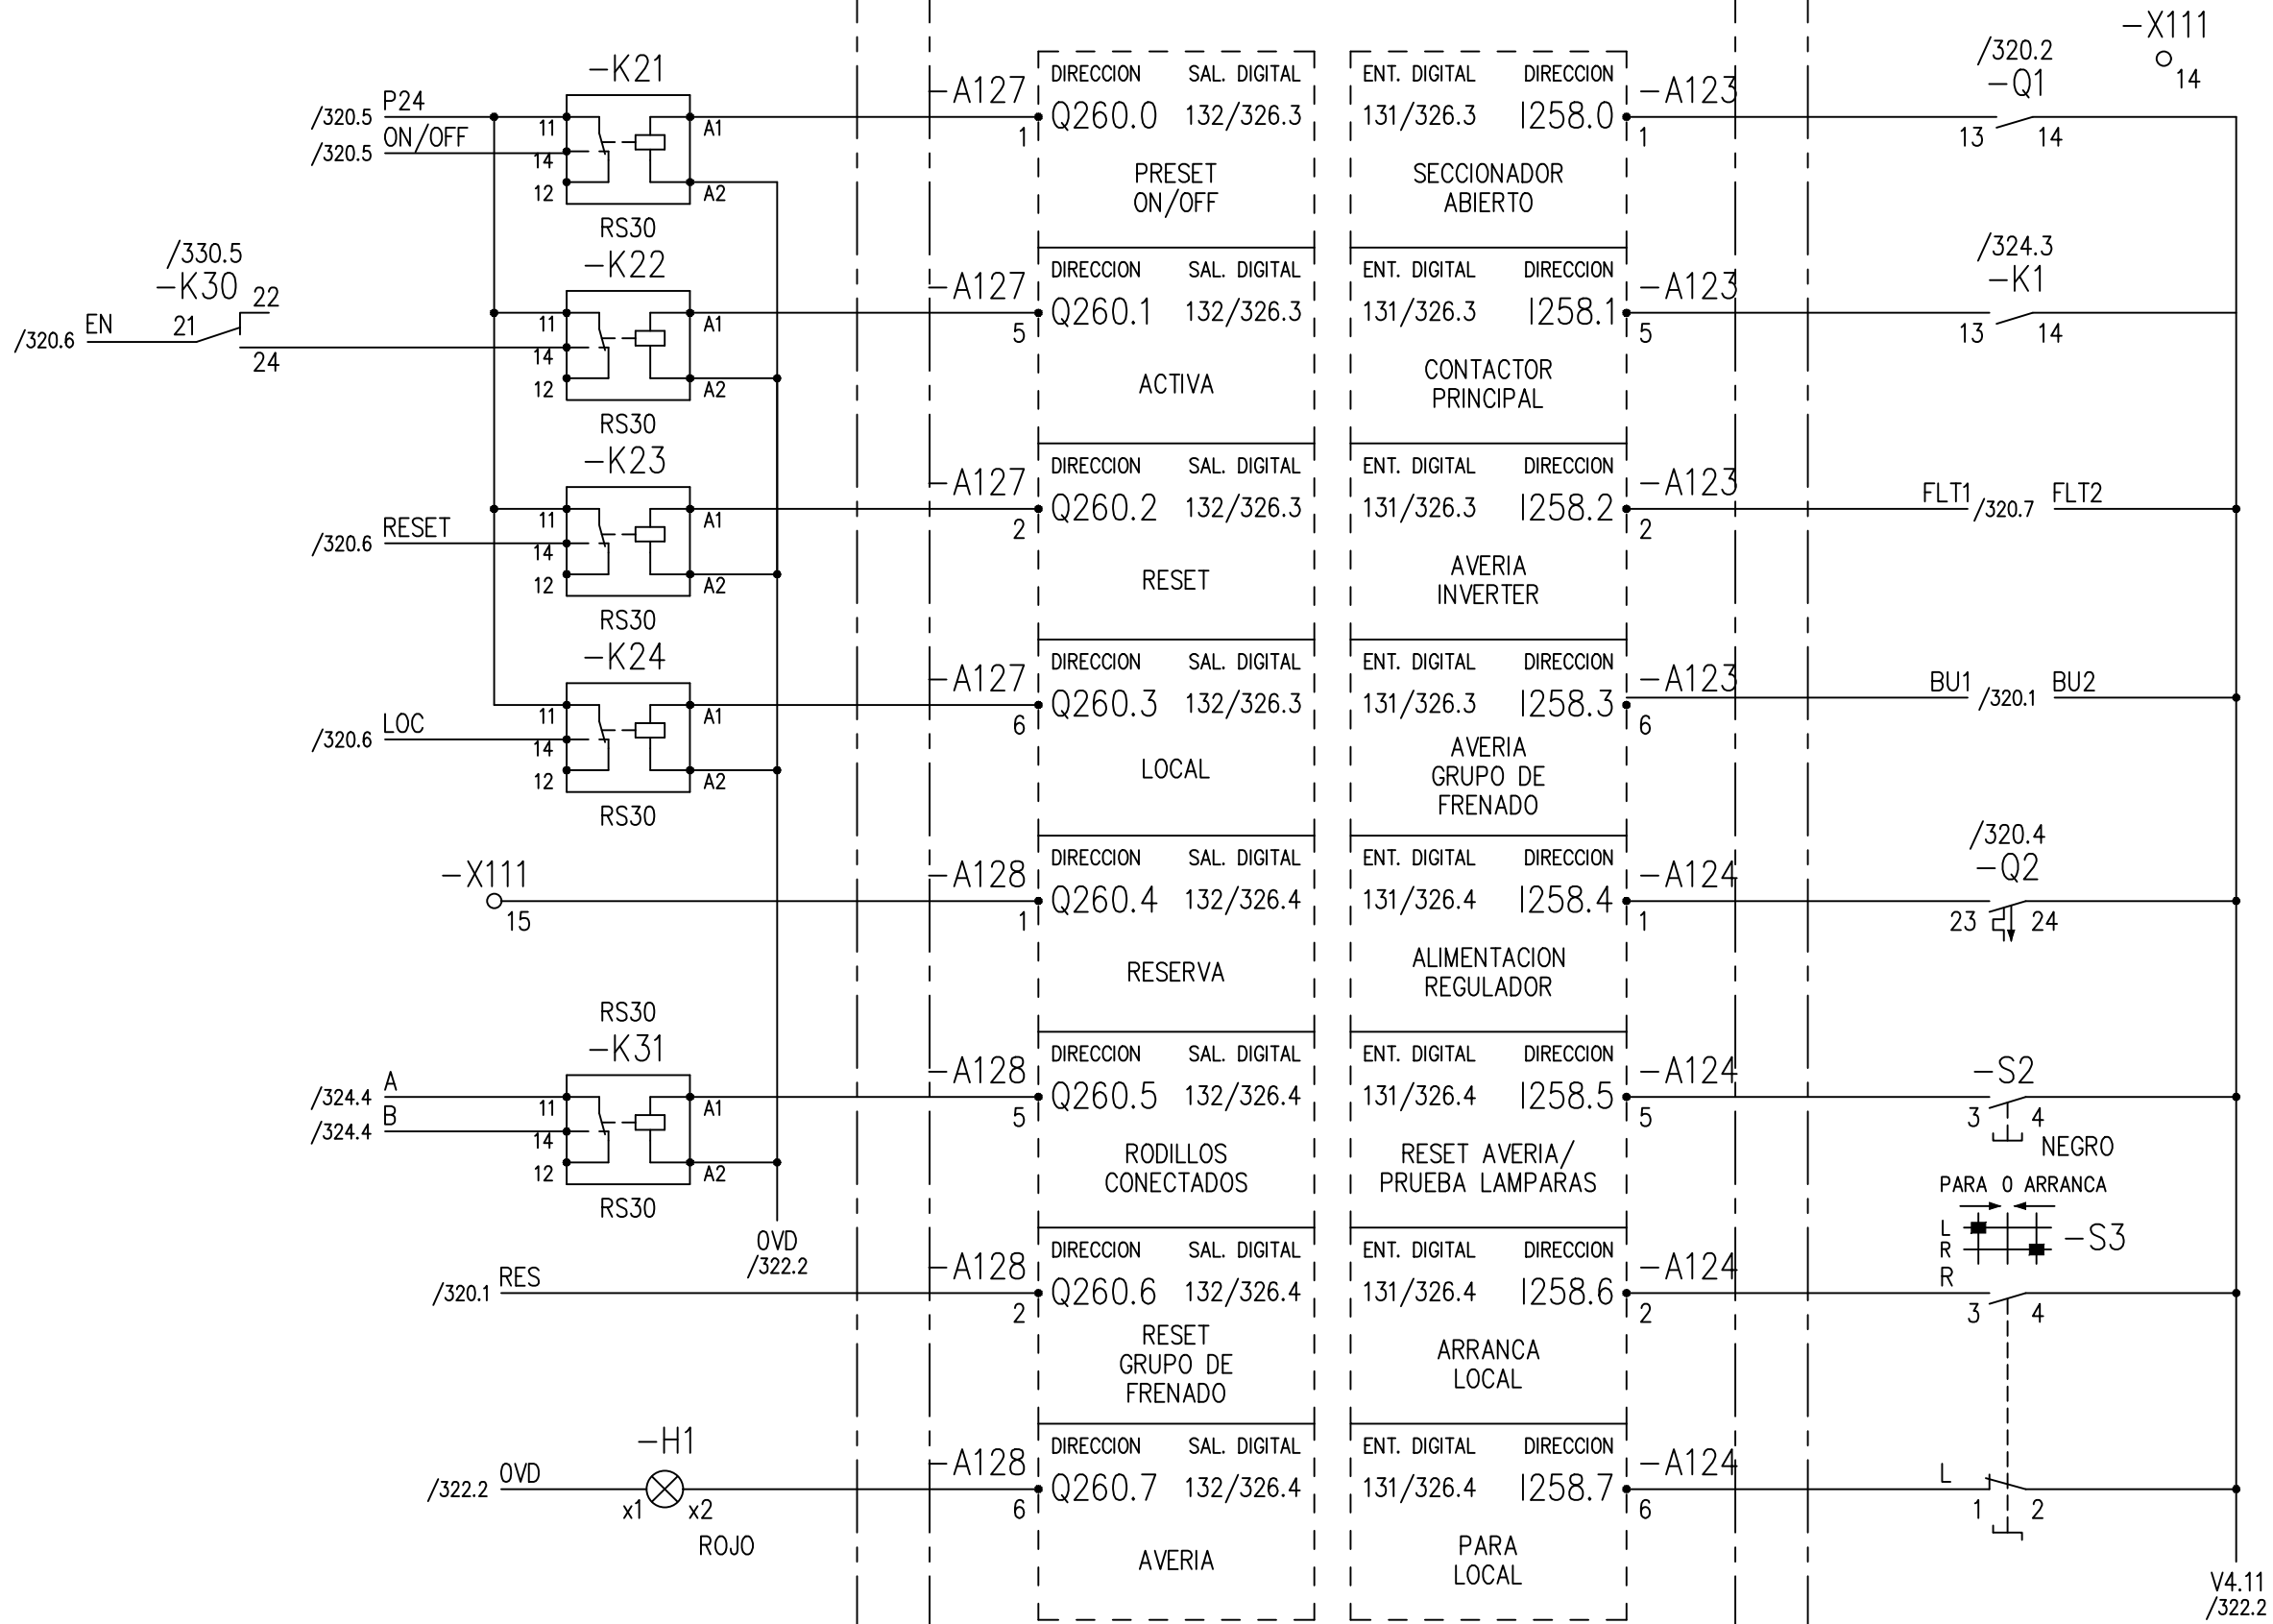 -X111
14
/320.2
-Q1
13 14
-K21
/320.5 P24
/320.5 ON/OFF
11 A1
14
12 A2
RS30
-A127
1
DIRECCION SAL. DIGITAL
Q260.0 132/326.3
PRESET
ON/OFF
ENT. DIGITAL DIRECCION
131/326.3 I258.0
SECCIONADOR
ABIERTO
-A123
1
/330.5
-K30
22
/320.6 EN 21
24
-K22
11 A1
14
12 A2
RS30
-A127
5
DIRECCION SAL. DIGITAL
Q260.1 132/326.3
ACTIVA
ENT. DIGITAL DIRECCION
131/326.3 I258.1
CONTACTOR
PRINCIPAL
-A123
5
/324.3
-K1
13 14
-K23
/320.6 RESET
11 A1
14
12 A2
RS30
-A127
2
DIRECCION SAL. DIGITAL
Q260.2 132/326.3
RESET
ENT. DIGITAL DIRECCION
131/326.3 I258.2
AVERIA
INVERTER
-A123
2
FLT1 /320.7 FLT2
-K24
/320.6 LOC
11 A1
14
12 A2
RS30
-A127
6
DIRECCION SAL. DIGITAL
Q260.3 132/326.3
LOCAL
ENT. DIGITAL DIRECCION
131/326.3 I258.3
AVERIA
GRUPO DE
FRENADO
-A123
6
BU1 /320.1 BU2
-X111
15
-A128
1
DIRECCION SAL. DIGITAL
Q260.4 132/326.4
RESERVA
ENT. DIGITAL DIRECCION
131/326.4 I258.4
ALIMENTACION
REGULADOR
-A124
1
/320.4
-Q2
23 24
RS30
-K31
/324.4 A
/324.4 B
11 A1
14
12 A2
RS30
-A128
5
DIRECCION SAL. DIGITAL
Q260.5 132/326.4
RODILLOS
CONECTADOS
ENT. DIGITAL DIRECCION
131/326.4 I258.5
RESET AVERIA/
PRUEBA LAMPARAS
-A124
5
-S2
3 4
NEGRO
0VD
/322.2
/320.1 RES
-A128
2
DIRECCION SAL. DIGITAL
Q260.6 132/326.4
RESET
GRUPO DE
FRENADO
ENT. DIGITAL DIRECCION
131/326.4 I258.6
ARRANCA
LOCAL
-A124
2
PARA 0 ARRANCA
L
R
-S3
R
3 4
-H1
/322.2 0VD
x1 x2
ROJO
-A128
6
DIRECCION SAL. DIGITAL
Q260.7 132/326.4
AVERIA
ENT. DIGITAL DIRECCION
131/326.4 I258.7
PARA
LOCAL
-A124
6
L
1 2
V4.11
/322.2